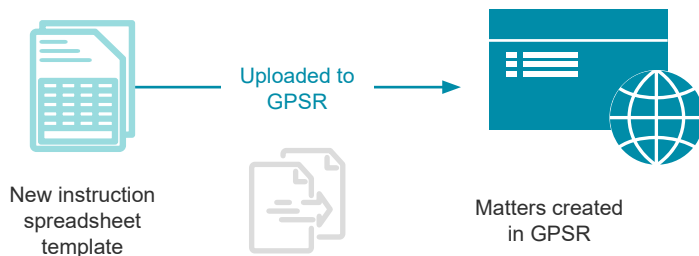 Uploaded to
GPSR
New instruction
spreadsheet
template
Matters created
in GPSR